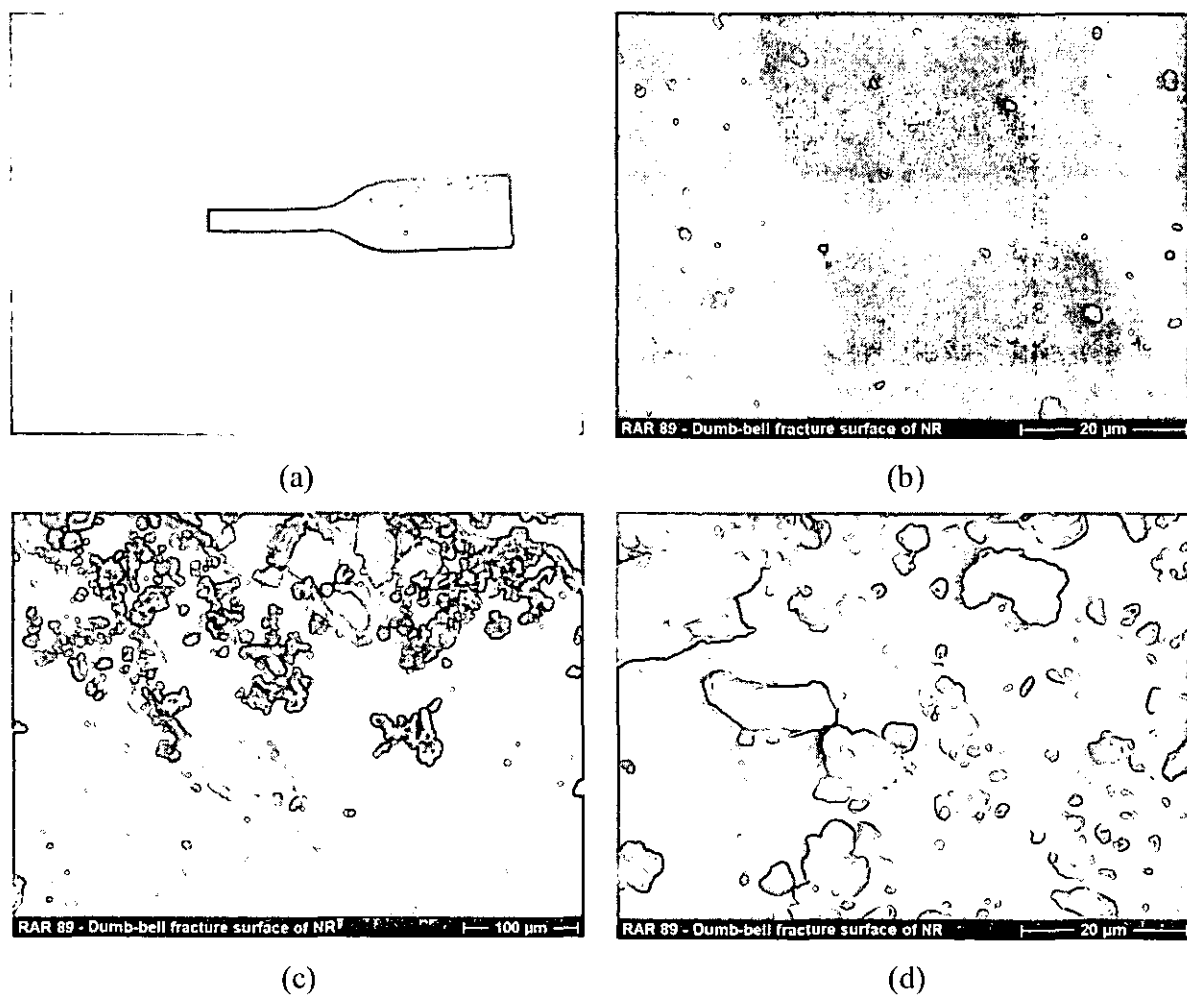 RAR 89 - Dumb-bell fracture surface of NR 20 µm
(a)
(b)
RAR 89 - Dumb-bell fracture surface of NR 100 µm
RAR 89 - Dumb-bell fracture surface of NR 20 µm
(c)
(d)